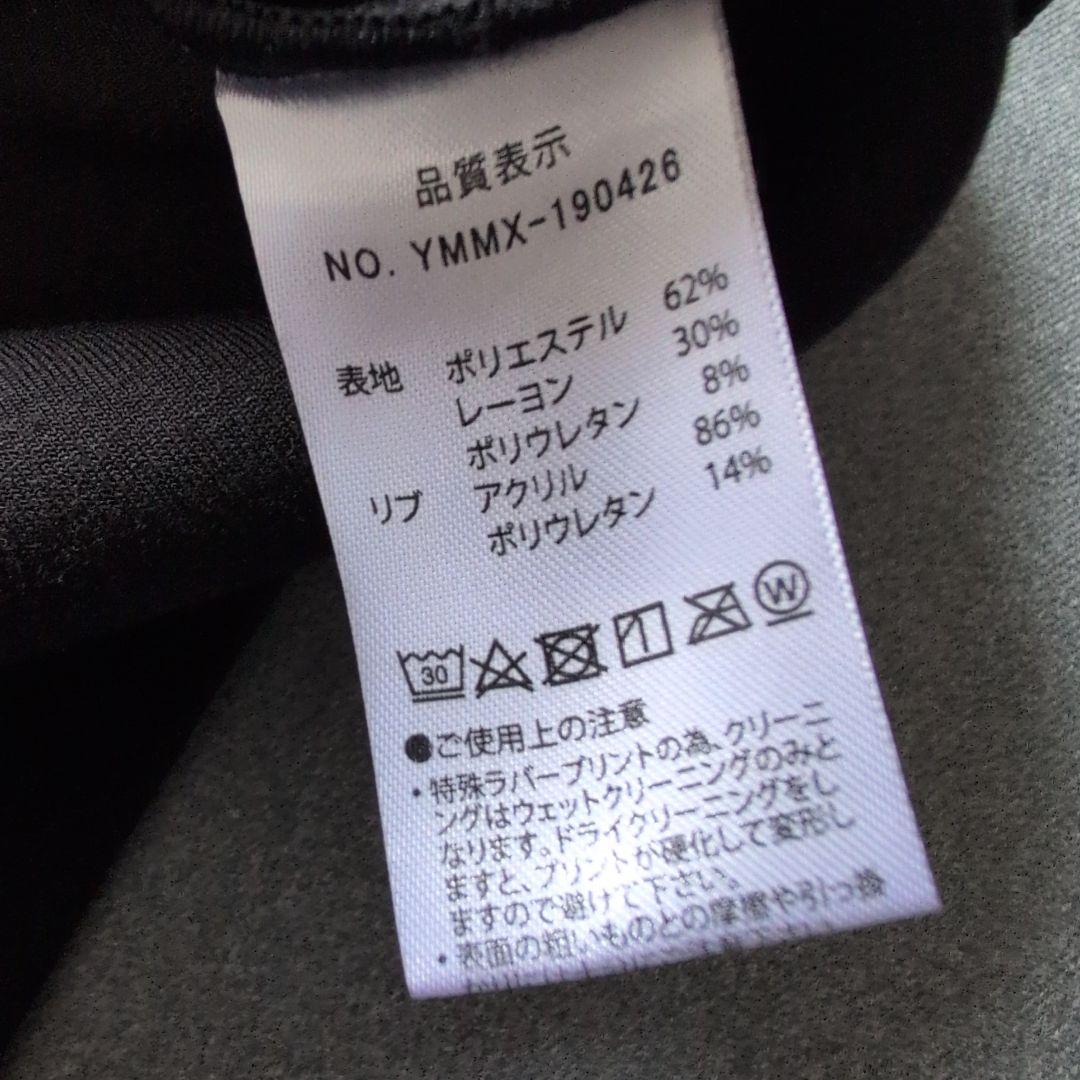 品質表示
NO. YMMX-190426
表地 ポリエステル 62%
レーヨン 30%
ポリウレタン 8%
リブ アクリル 86%
ポリウレタン 14%
30 W
●ご使用上の注意
・特殊ラバープリントの為、クリーニ
ングはウェットクリーニングのみと
なります。ドライクリーニングをし
ますと、プリントが硬化して変形し
ますので避けて下さい。
・表面の粗いものとの摩擦や引っ掻